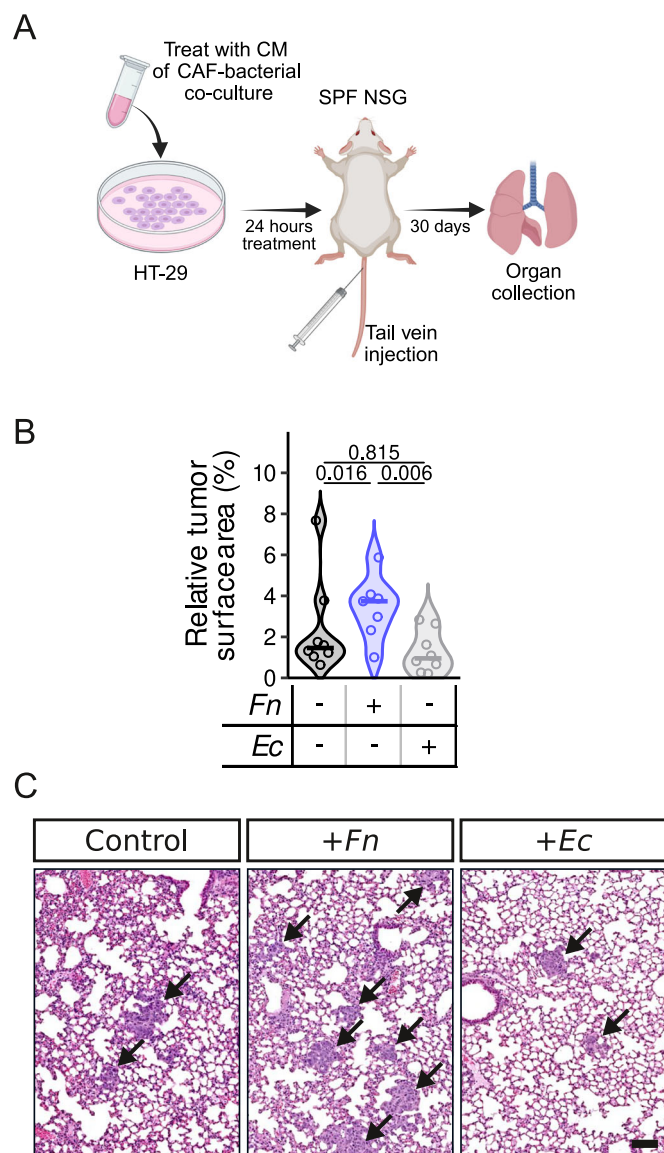 A
Treat with CM
of CAF-bacterial
co-culture
SPF NSG
24 hours
treatment
30 days
HT-29
Organ
collection
Tail vein
injection
B
Relative tumor
surfacearea (%)
10
8
6
4
2
0
0.815
0.016 0.006
Fn - + -
Ec - - +
C
Control +Fn +Ec